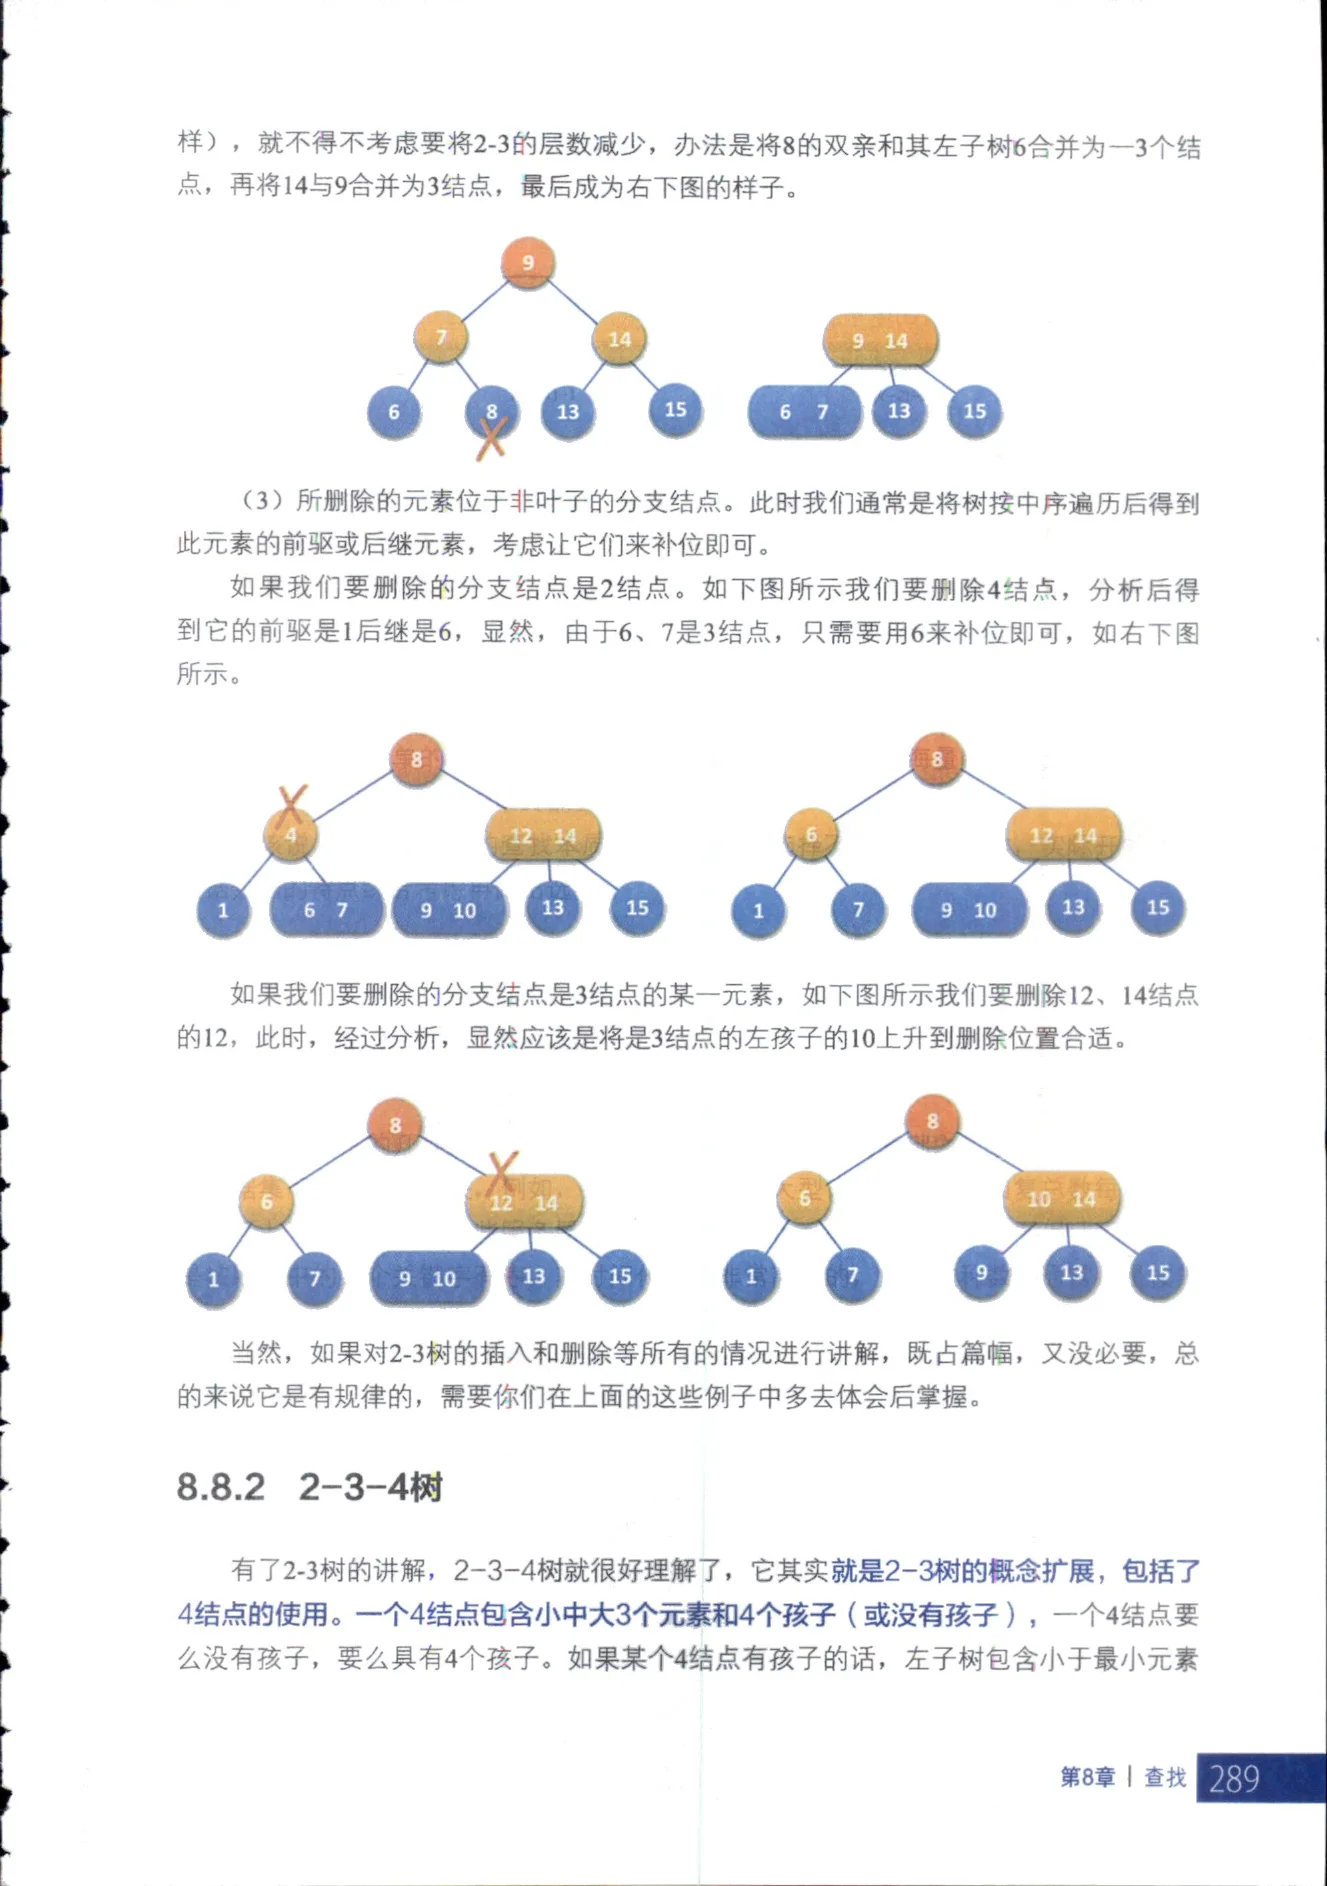 样），就不得不考虑要将2-3的层数减少，办法是将8的双亲和其左子树6合并为一3个结
点，再将14与9合并为3结点，最后成为右下图的样子。
9
7 14 9 14
6 8 13 15 6 7 13 15
（3）所删除的元素位于非叶子的分支结点。此时我们通常是将树按中序遍历后得到
此元素的前驱或后继元素，考虑让它们来补位即可。
如果我们要删除的分支结点是2结点。如下图所示我们要删除4结点，分析后得
到它的前驱是1后继是6，显然，由于6、7是3结点，只需要用6来补位即可，如右下图
所示。
8 8
4 12 14 6 12 14
1 6 7 9 10 13 15 1 7 9 10 13 15
如果我们要删除的分支结点是3结点的某一元素，如下图所示我们要删除12、14结点
的12，此时，经过分析，显然应该是将是3结点的左孩子的10上升到删除位置合适。
8 8
6 12 14 6 10 14
1 7 9 10 13 15 1 7 9 13 15
当然，如果对2-3树的插入和删除等所有的情况进行讲解，既占篇幅，又没必要，总
的来说它是有规律的，需要你们在上面的这些例子中多去体会后掌握。
8.8.2 2-3-4树
有了2-3树的讲解，2-3-4树就很好理解了，它其实就是2-3树的概念扩展，包括了
4结点的使用。一个4结点包含小中大3个元素和4个孩子（或没有孩子），一个4结点要
么没有孩子，要么具有4个孩子。如果某个4结点有孩子的话，左子树包含小于最小元素
第8章 | 查找 289